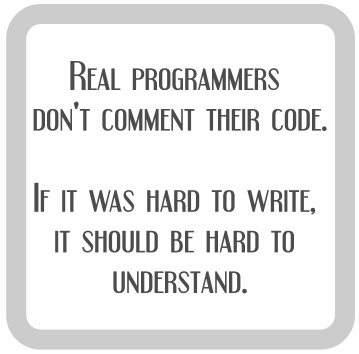 Real programmers
don't comment their code.
If it was hard to write,
it should be hard to
understand.